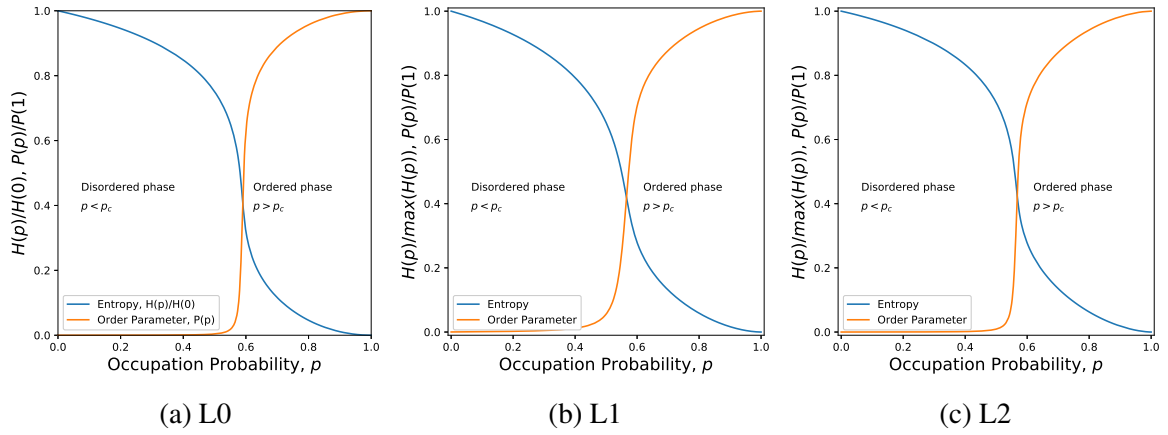 H(p)/H(0), P(p)/P(1)
1.0
0.8
0.6
0.4
0.2
0.0
Disordered phase
p < p_c
Ordered phase
p > p_c
Entropy, H(p)/H(0)
Order Parameter, P(p)
0.0 0.2 0.4 0.6 0.8 1.0
Occupation Probability, p
(a) L0
H(p)/max(H(p)), P(p)/P(1)
1.0
0.8
0.6
0.4
0.2
0.0
Disordered phase
p < p_c
Ordered phase
p > p_c
Entropy
Order Parameter
0.0 0.2 0.4 0.6 0.8 1.0
Occupation Probability, p
(b) L1
H(p)/max(H(p)), P(p)/P(1)
1.0
0.8
0.6
0.4
0.2
0.0
Disordered phase
p < p_c
Ordered phase
p > p_c
Entropy
Order Parameter
0.0 0.2 0.4 0.6 0.8 1.0
Occupation Probability, p
(c) L2